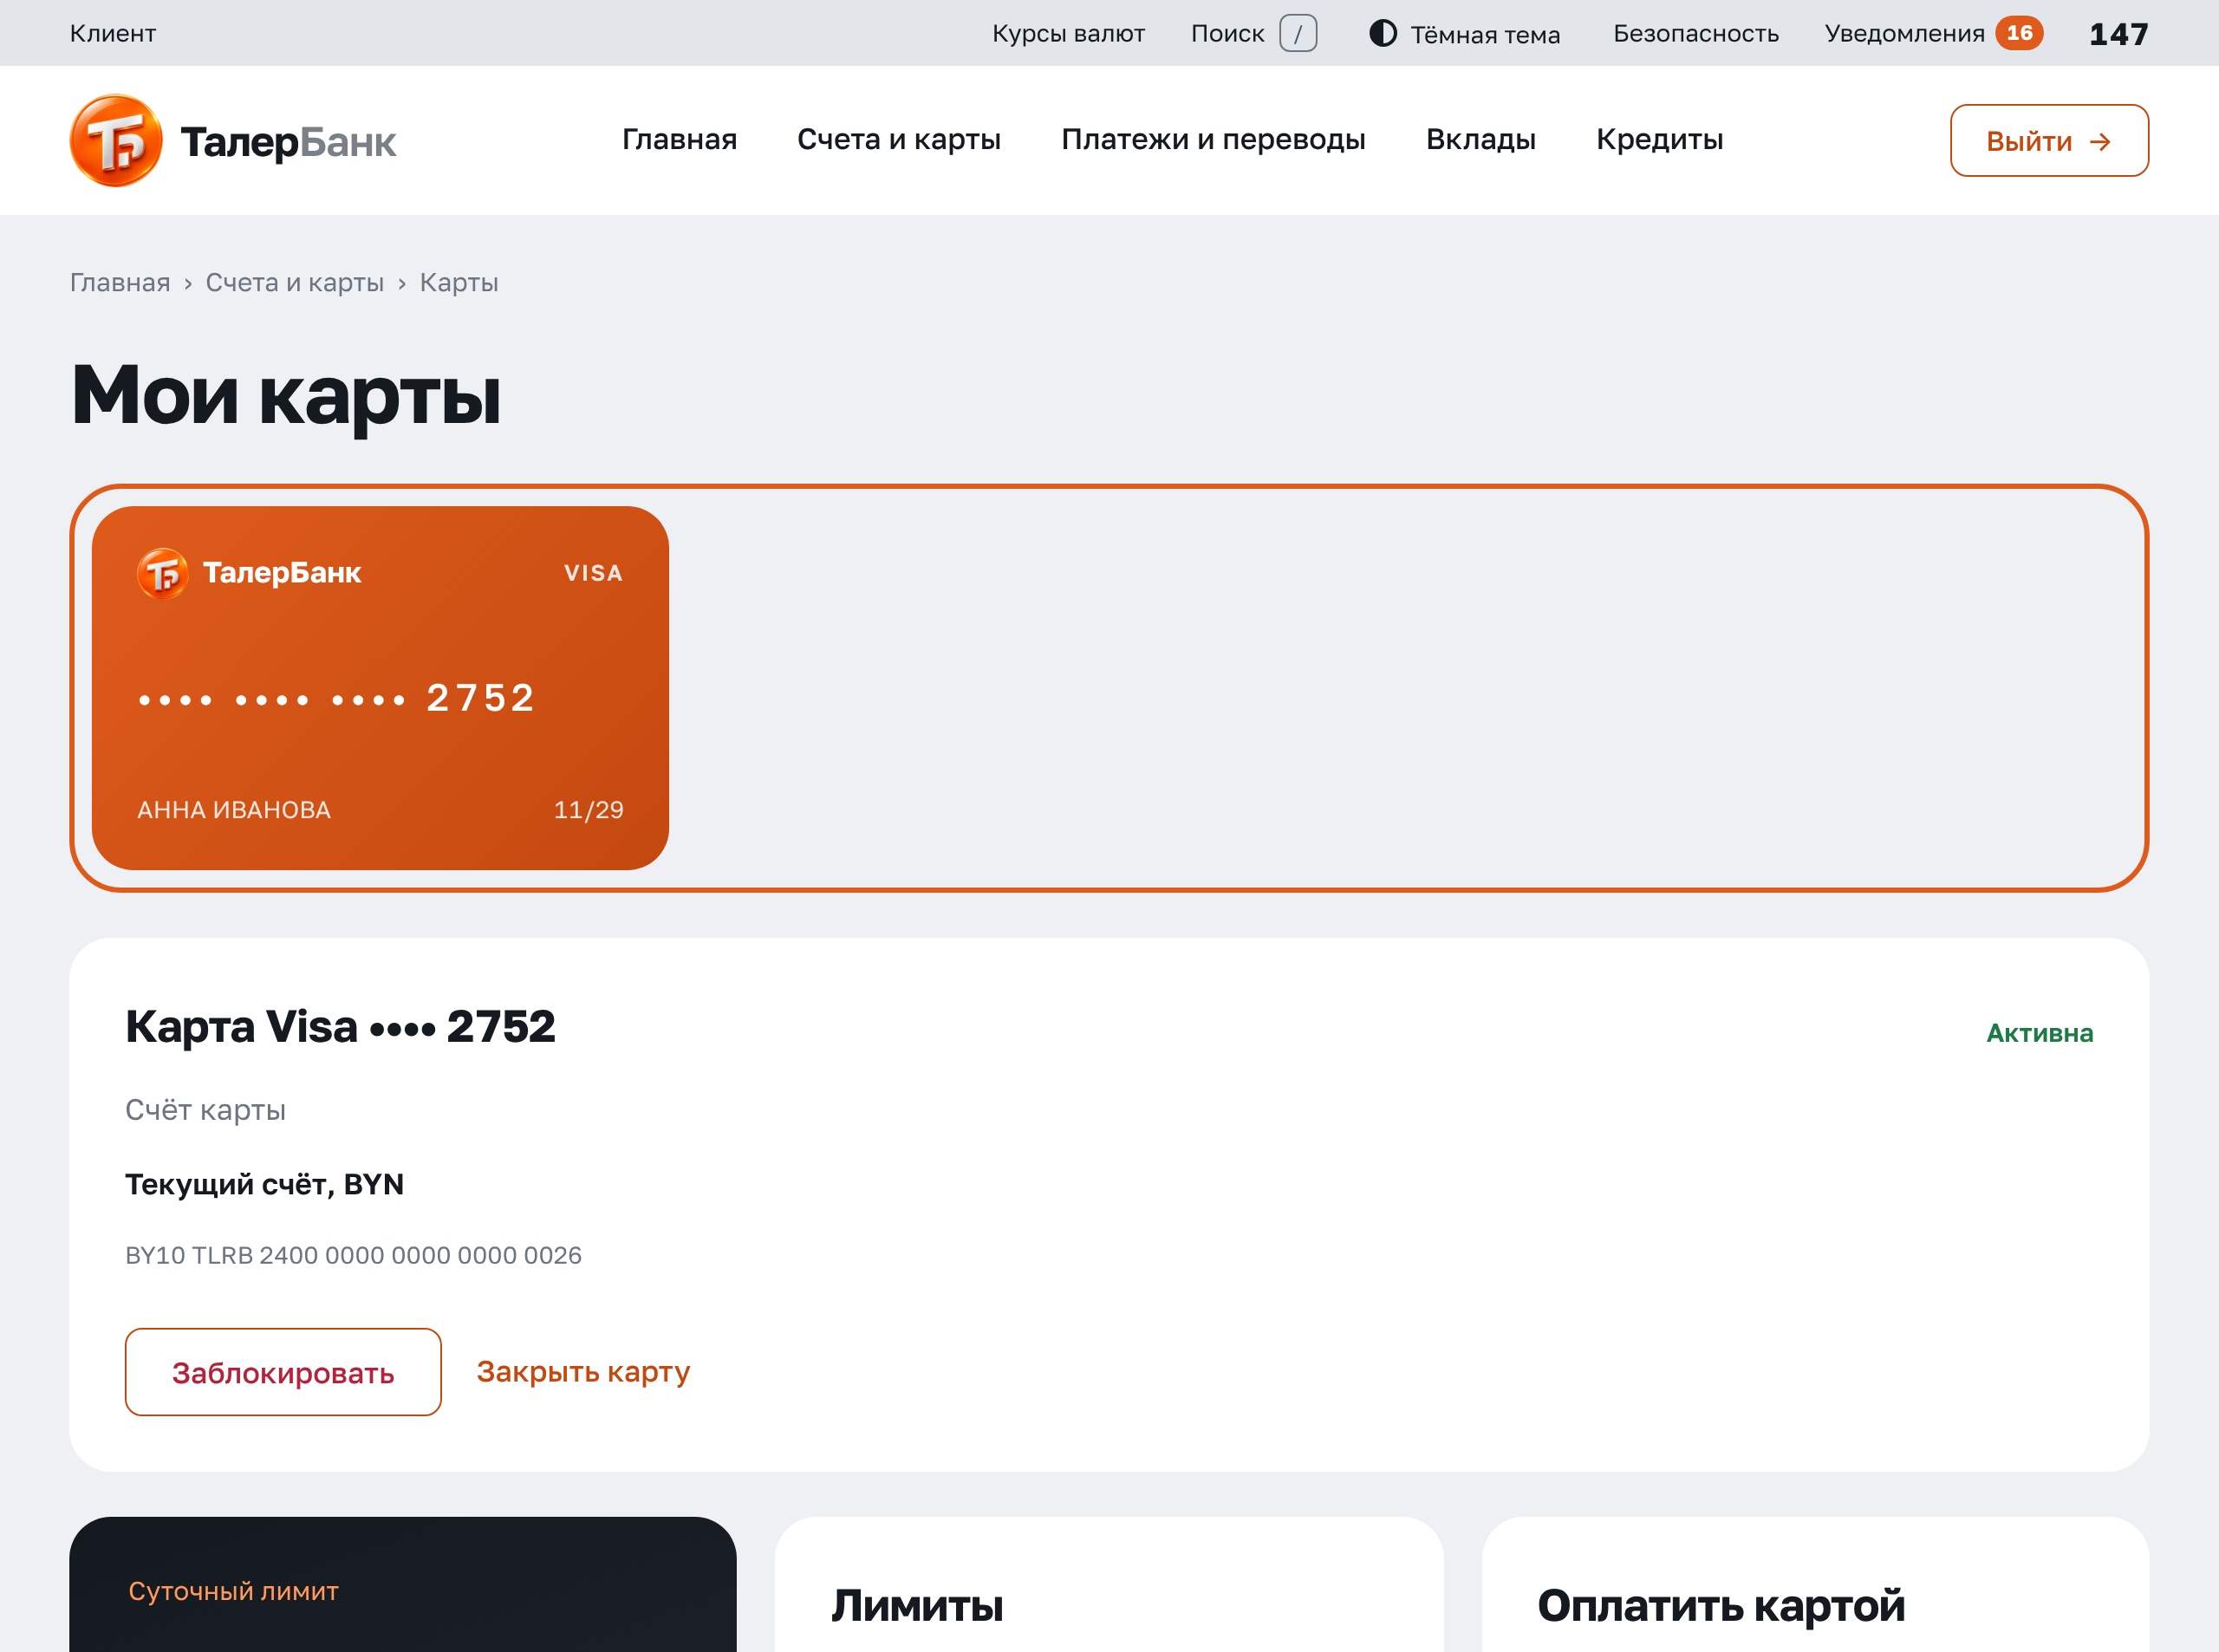 Клиент Курсы валют Поиск / Тёмная тема Безопасность Уведомления 16 147
ТалерБанк Главная Счета и карты Платежи и переводы Вклады Кредиты Выйти →
Главная › Счета и карты › Карты
Мои карты
ТалерБанк VISA
•••• •••• •••• 2752
АННА ИВАНОВА 11/29
Карта Visa •••• 2752 Активна
Счёт карты
Текущий счёт, BYN
BY10 TLRB 2400 0000 0000 0000 0026
Заблокировать Закрыть карту
Суточный лимит
Лимиты
Оплатить картой